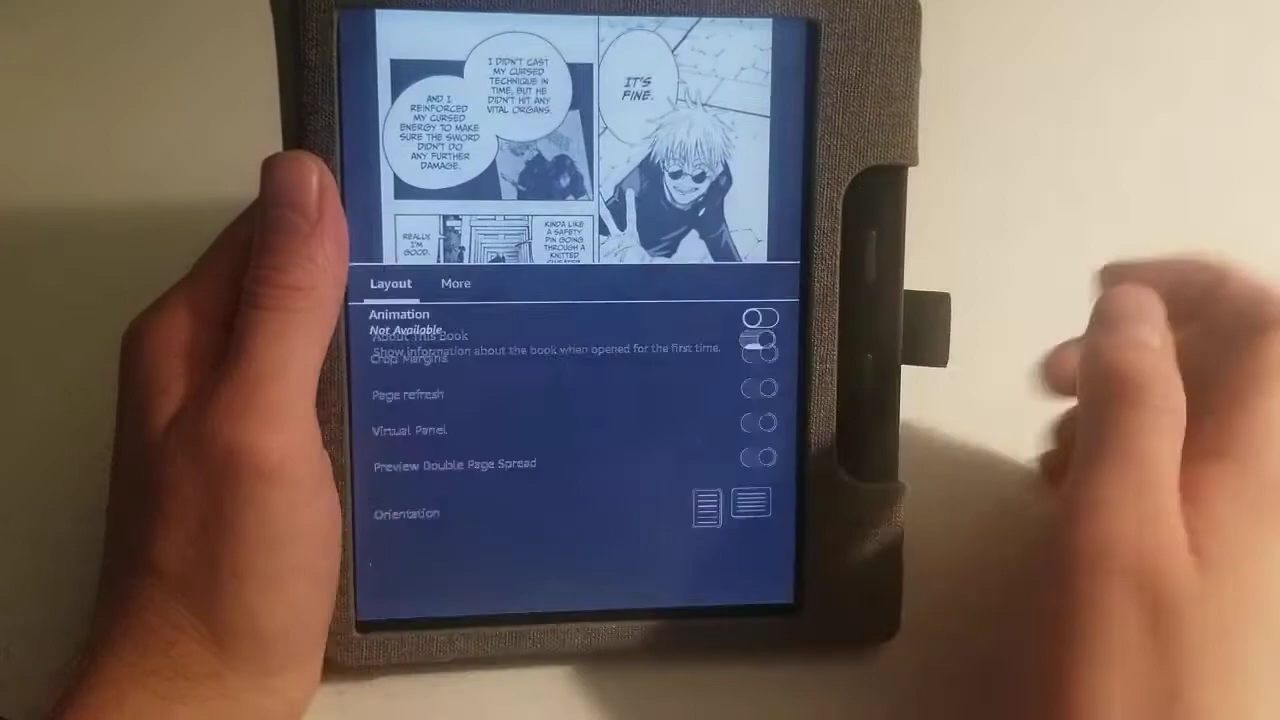 I DIDN'T CAST
MY CURSED
TECHNIQUE IN
TIME, BUT HE
DIDN'T HIT ANY
VITAL ORGANS.
AND I
REINFORCED
MY CURSED
ENERGY TO MAKE
SURE THE SWORD
DIDN'T DO
ANY FURTHER
DAMAGE.
IT'S
FINE.
REALLY,
I'M
GOOD.
KINDA LIKE
A SAFETY
PIN GOING
THROUGH A
KNITTED
Layout
More
Animation
Not Available
About This Book
Show information about the book when opened for the first time.
Crop Margins
Page refresh
Virtual Panel
Preview Double Page Spread
Orientation